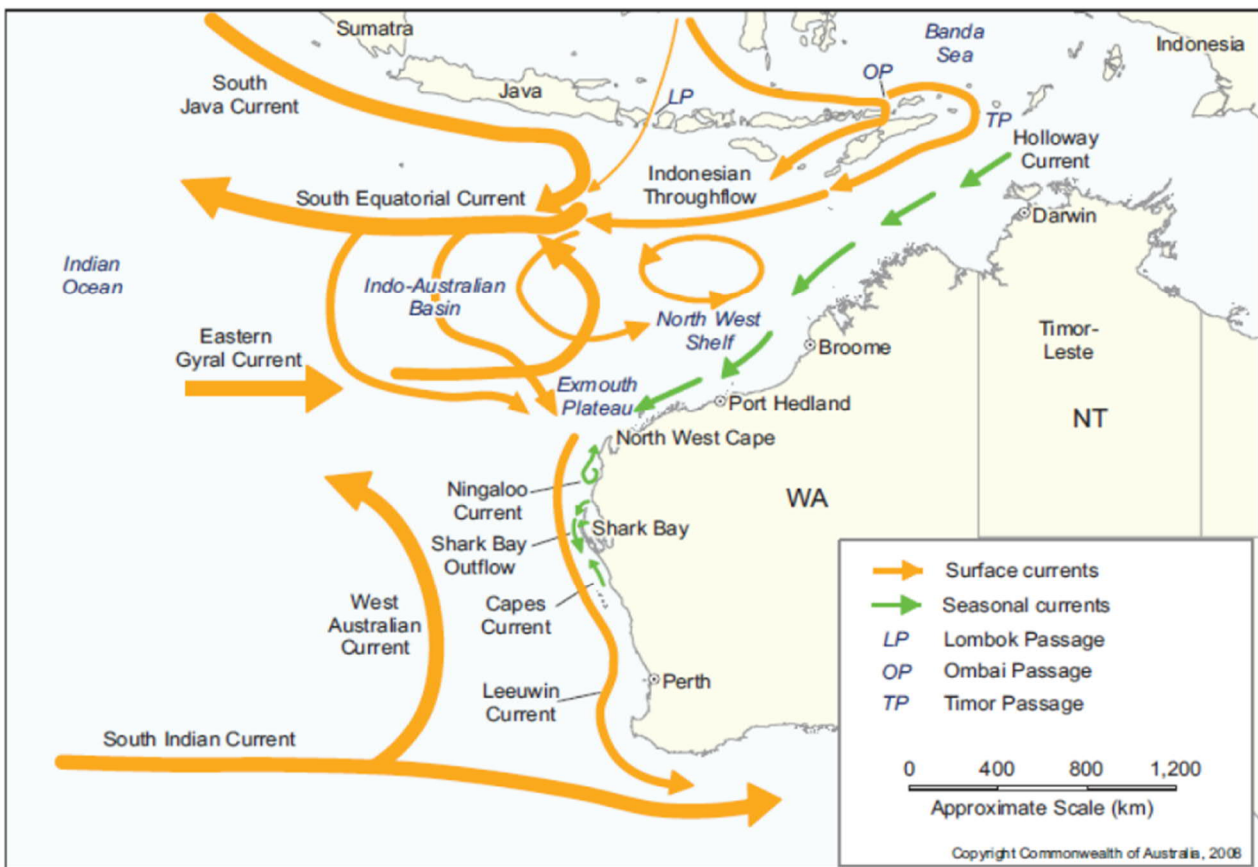 Sumatra
Banda
Sea
Indonesia
South
Java Current
Java
LP
OP
TP
Holloway
Current
Indonesian
Throughflow
South Equatorial Current
Darwin
Indian
Ocean
Indo-Australian
Basin
North West
Shelf
Timor-
Leste
Eastern
Gyral Current
Broome
Exmouth
Plateau
Port Hedland
NT
North West Cape
Ningaloo
Current
WA
Shark Bay
Shark Bay
Outflow
Capes
Current
West
Australian
Current
Leeuwin
Current
Perth
South Indian Current
Surface currents
Seasonal currents
LP Lombok Passage
OP Ombai Passage
TP Timor Passage
0 400 800 1,200
Approximate Scale (km)
Copyright Commonwealth of Australia, 2008